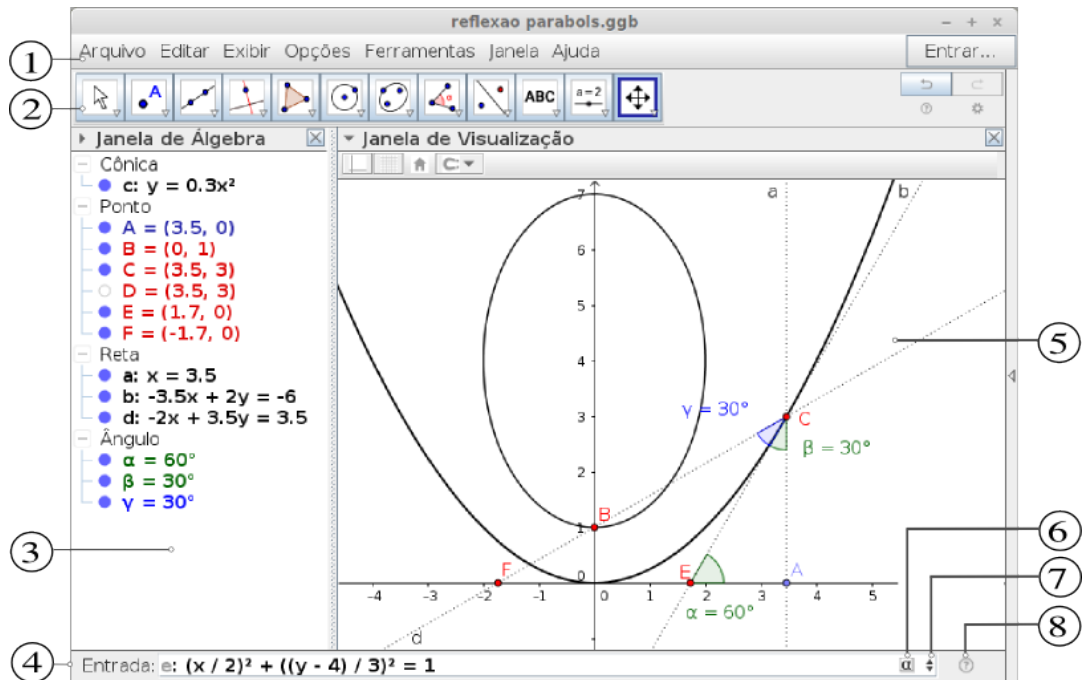 reflexao parabols.ggb
Arquivo Editar Exibir Opções Ferramentas Janela Ajuda
Entrar...
1
2
A
ABC
a=2
Janela de Álgebra
Janela de Visualização
Cônica
c: y = 0.3x²
Ponto
A = (3.5, 0)
B = (0, 1)
C = (3.5, 3)
D = (3.5, 3)
E = (1.7, 0)
F = (-1.7, 0)
Reta
a: x = 3.5
b: -3.5x + 2y = -6
d: -2x + 3.5y = 3.5
Ângulo
α = 60°
β = 30°
γ = 30°
C:
a
b
7
6
5
4
3
2
1
0
γ = 30°
C
β = 30°
B
F
E
A
α = 60°
d
-4 -3 -2 -1 0 1 2 3 4 5
3
5
6
7
8
4
Entrada: e: (x / 2)² + ((y - 4) / 3)² = 1
α
?